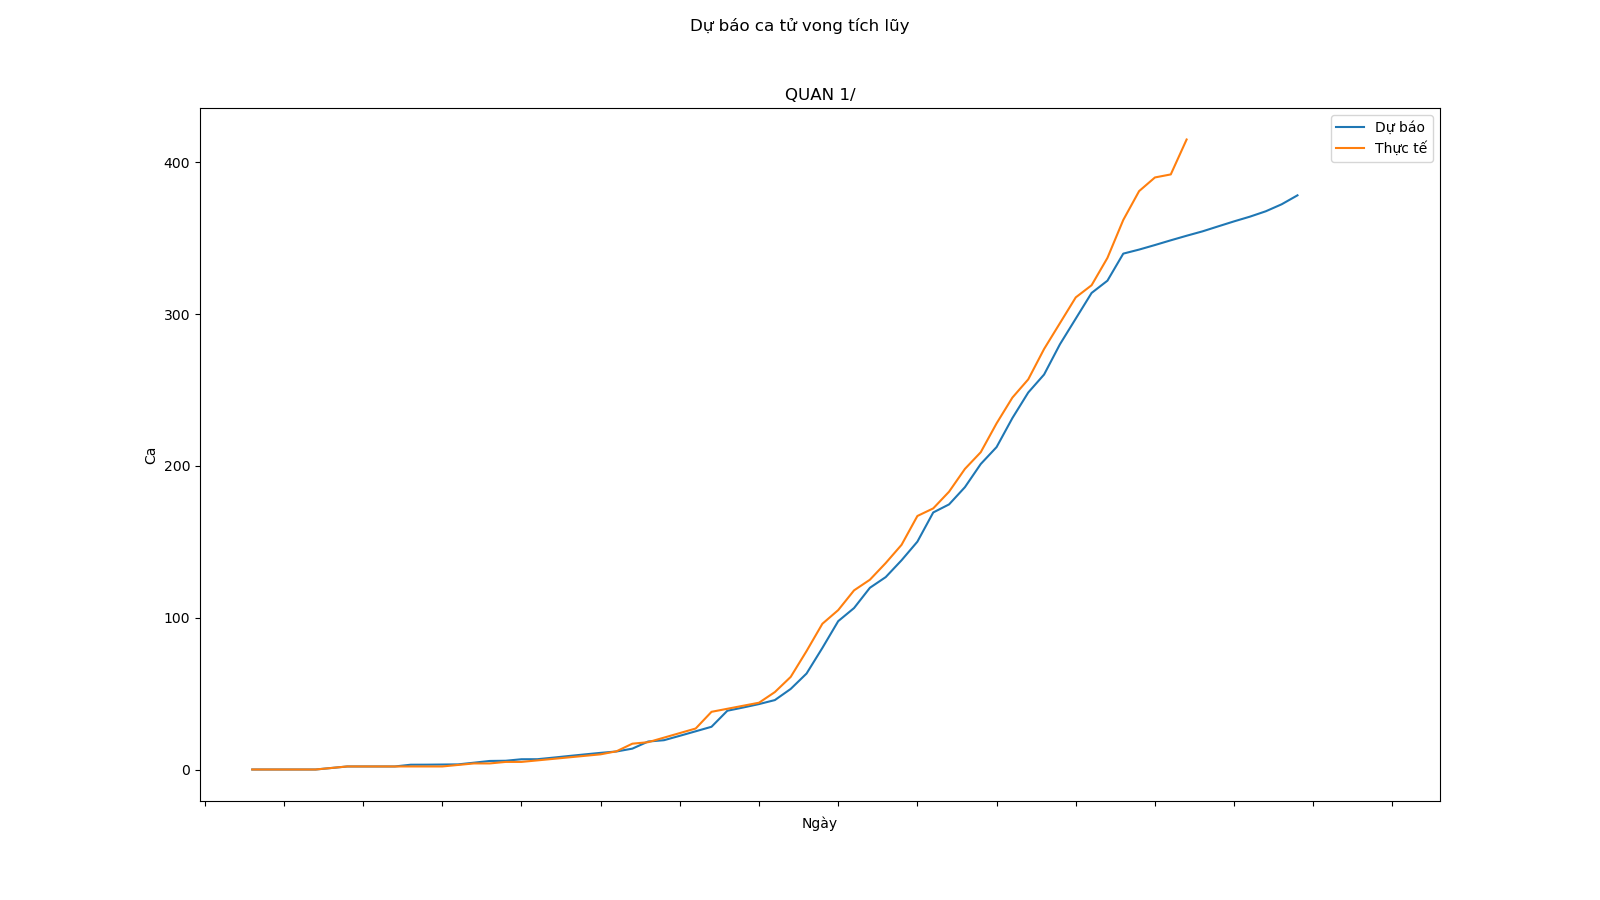 Dự báo ca tử vong tích lũy
QUAN 1/
Dự báo
Thực tế
400
300
200
100
0
Ca
Ngày